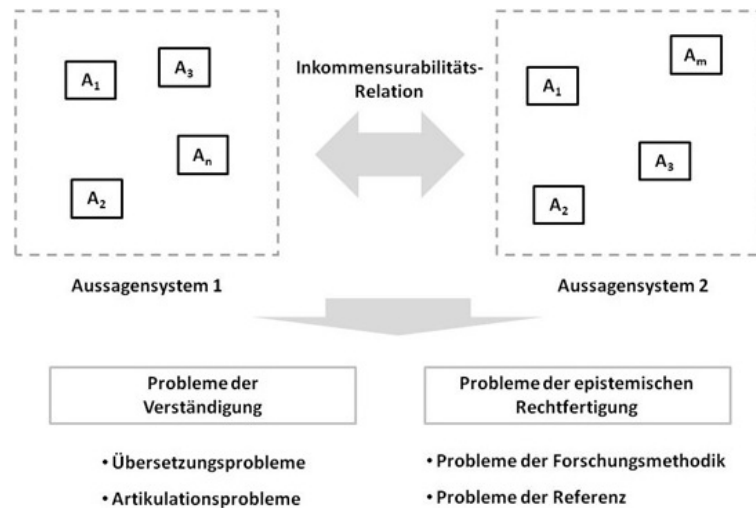 A₁
A₃
Aₙ
A₂
Inkommensurabilitäts-
Relation
Aₘ
A₁
A₃
A₂
Aussagensystem 1
Aussagensystem 2
Probleme der
Verständigung
Probleme der epistemischen
Rechtfertigung
• Übersetzungsprobleme
• Artikulationsprobleme
• Probleme der Forschungsmethodik
• Probleme der Referenz